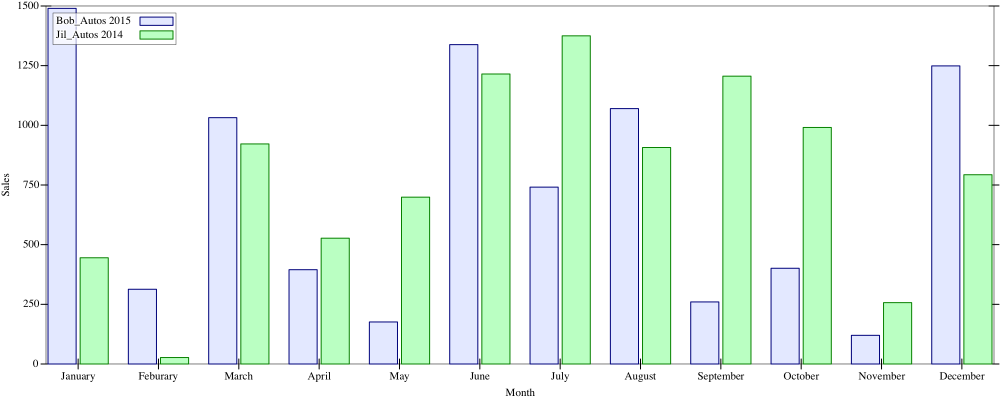 1500
1250
1000
750
500
250
0
Sales
Bob_Autos 2015
Jil_Autos 2014
January Feburary March April May June July August September October November December
Month